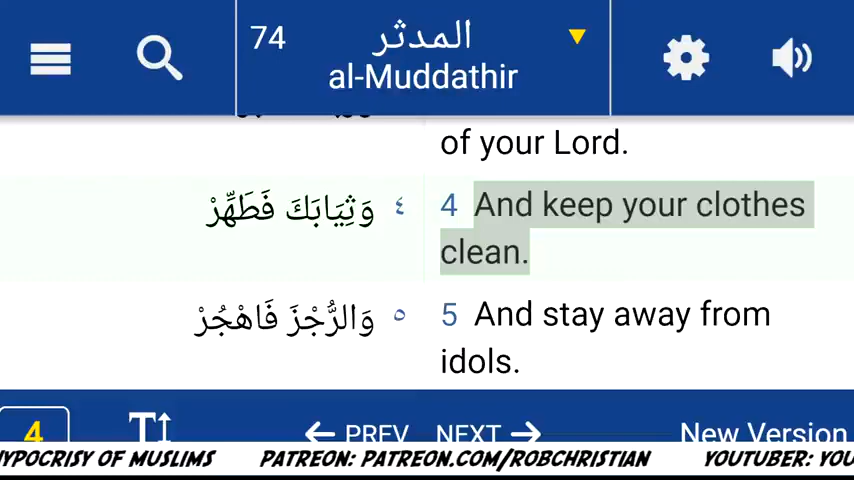 74
المدثر
al-Muddathir
of your Lord.
وَثِيَابَكَ فَطَهِّرْ ٤
4 And keep your clothes
clean.
وَالرُّجْزَ فَاهْجُرْ ٥
5 And stay away from
idols.
4
T
← PREV NEXT →
New Version
HYPOCRISY OF MUSLIMS PATREON: PATREON.COM/ROBCHRISTIAN YOUTUBER: YOU